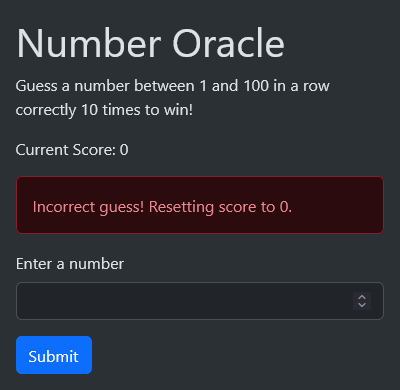 Number Oracle
Guess a number between 1 and 100 in a row
correctly 10 times to win!
Current Score: 0
Incorrect guess! Resetting score to 0.
Enter a number
Submit